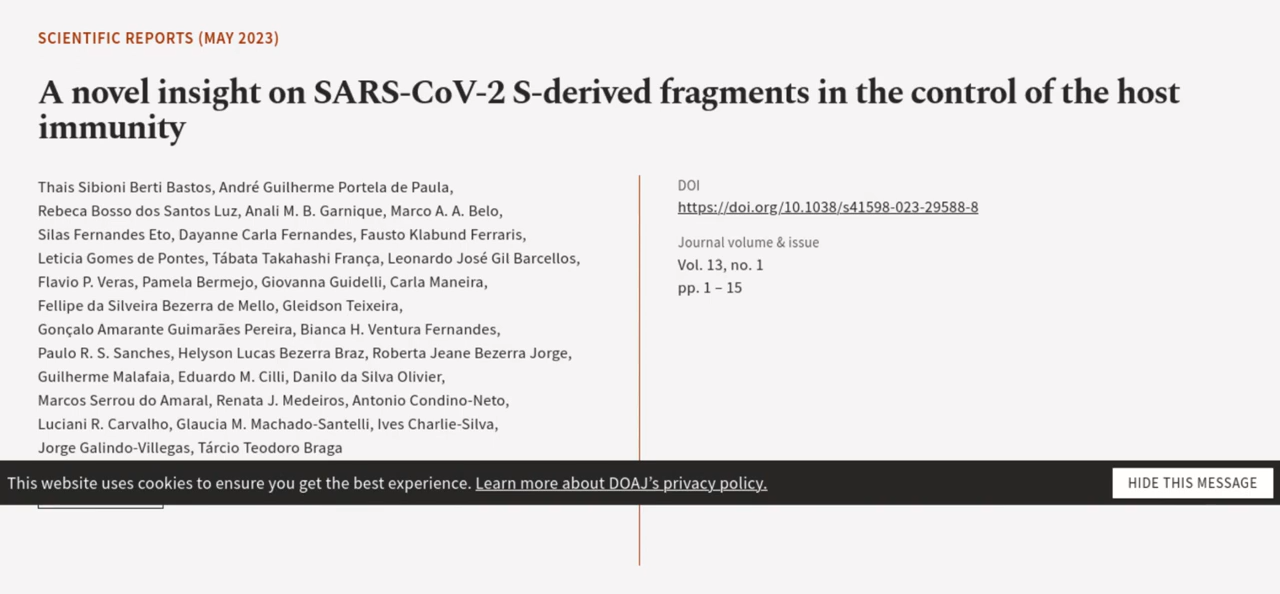 SCIENTIFIC REPORTS (MAY 2023)
A novel insight on SARS-CoV-2 S-derived fragments in the control of the host
immunity
Thais Sibioni Berti Bastos, André Guilherme Portela de Paula,
Rebeca Bosso dos Santos Luz, Anali M. B. Garnique, Marco A. A. Belo,
Silas Fernandes Eto, Dayanne Carla Fernandes, Fausto Klabund Ferraris,
Leticia Gomes de Pontes, Tábata Takahashi França, Leonardo José Gil Barcellos,
Flavio P. Veras, Pamela Bermejo, Giovanna Guidelli, Carla Maneira,
Fellipe da Silveira Bezerra de Mello, Gleidson Teixeira,
Gonçalo Amarante Guimarães Pereira, Bianca H. Ventura Fernandes,
Paulo R. S. Sanches, Helyson Lucas Bezerra Braz, Roberta Jeane Bezerra Jorge,
Guilherme Malafaia, Eduardo M. Cilli, Danilo da Silva Olivier,
Marcos Serrou do Amaral, Renata J. Medeiros, Antonio Condino-Neto,
Luciani R. Carvalho, Glaucia M. Machado-Santelli, Ives Charlie-Silva,
Jorge Galindo-Villegas, Tárcio Teodoro Braga
DOI
https://doi.org/10.1038/s41598-023-29588-8
Journal volume & issue
Vol. 13, no. 1
pp. 1 – 15
This website uses cookies to ensure you get the best experience. Learn more about DOAJ’s privacy policy.
HIDE THIS MESSAGE